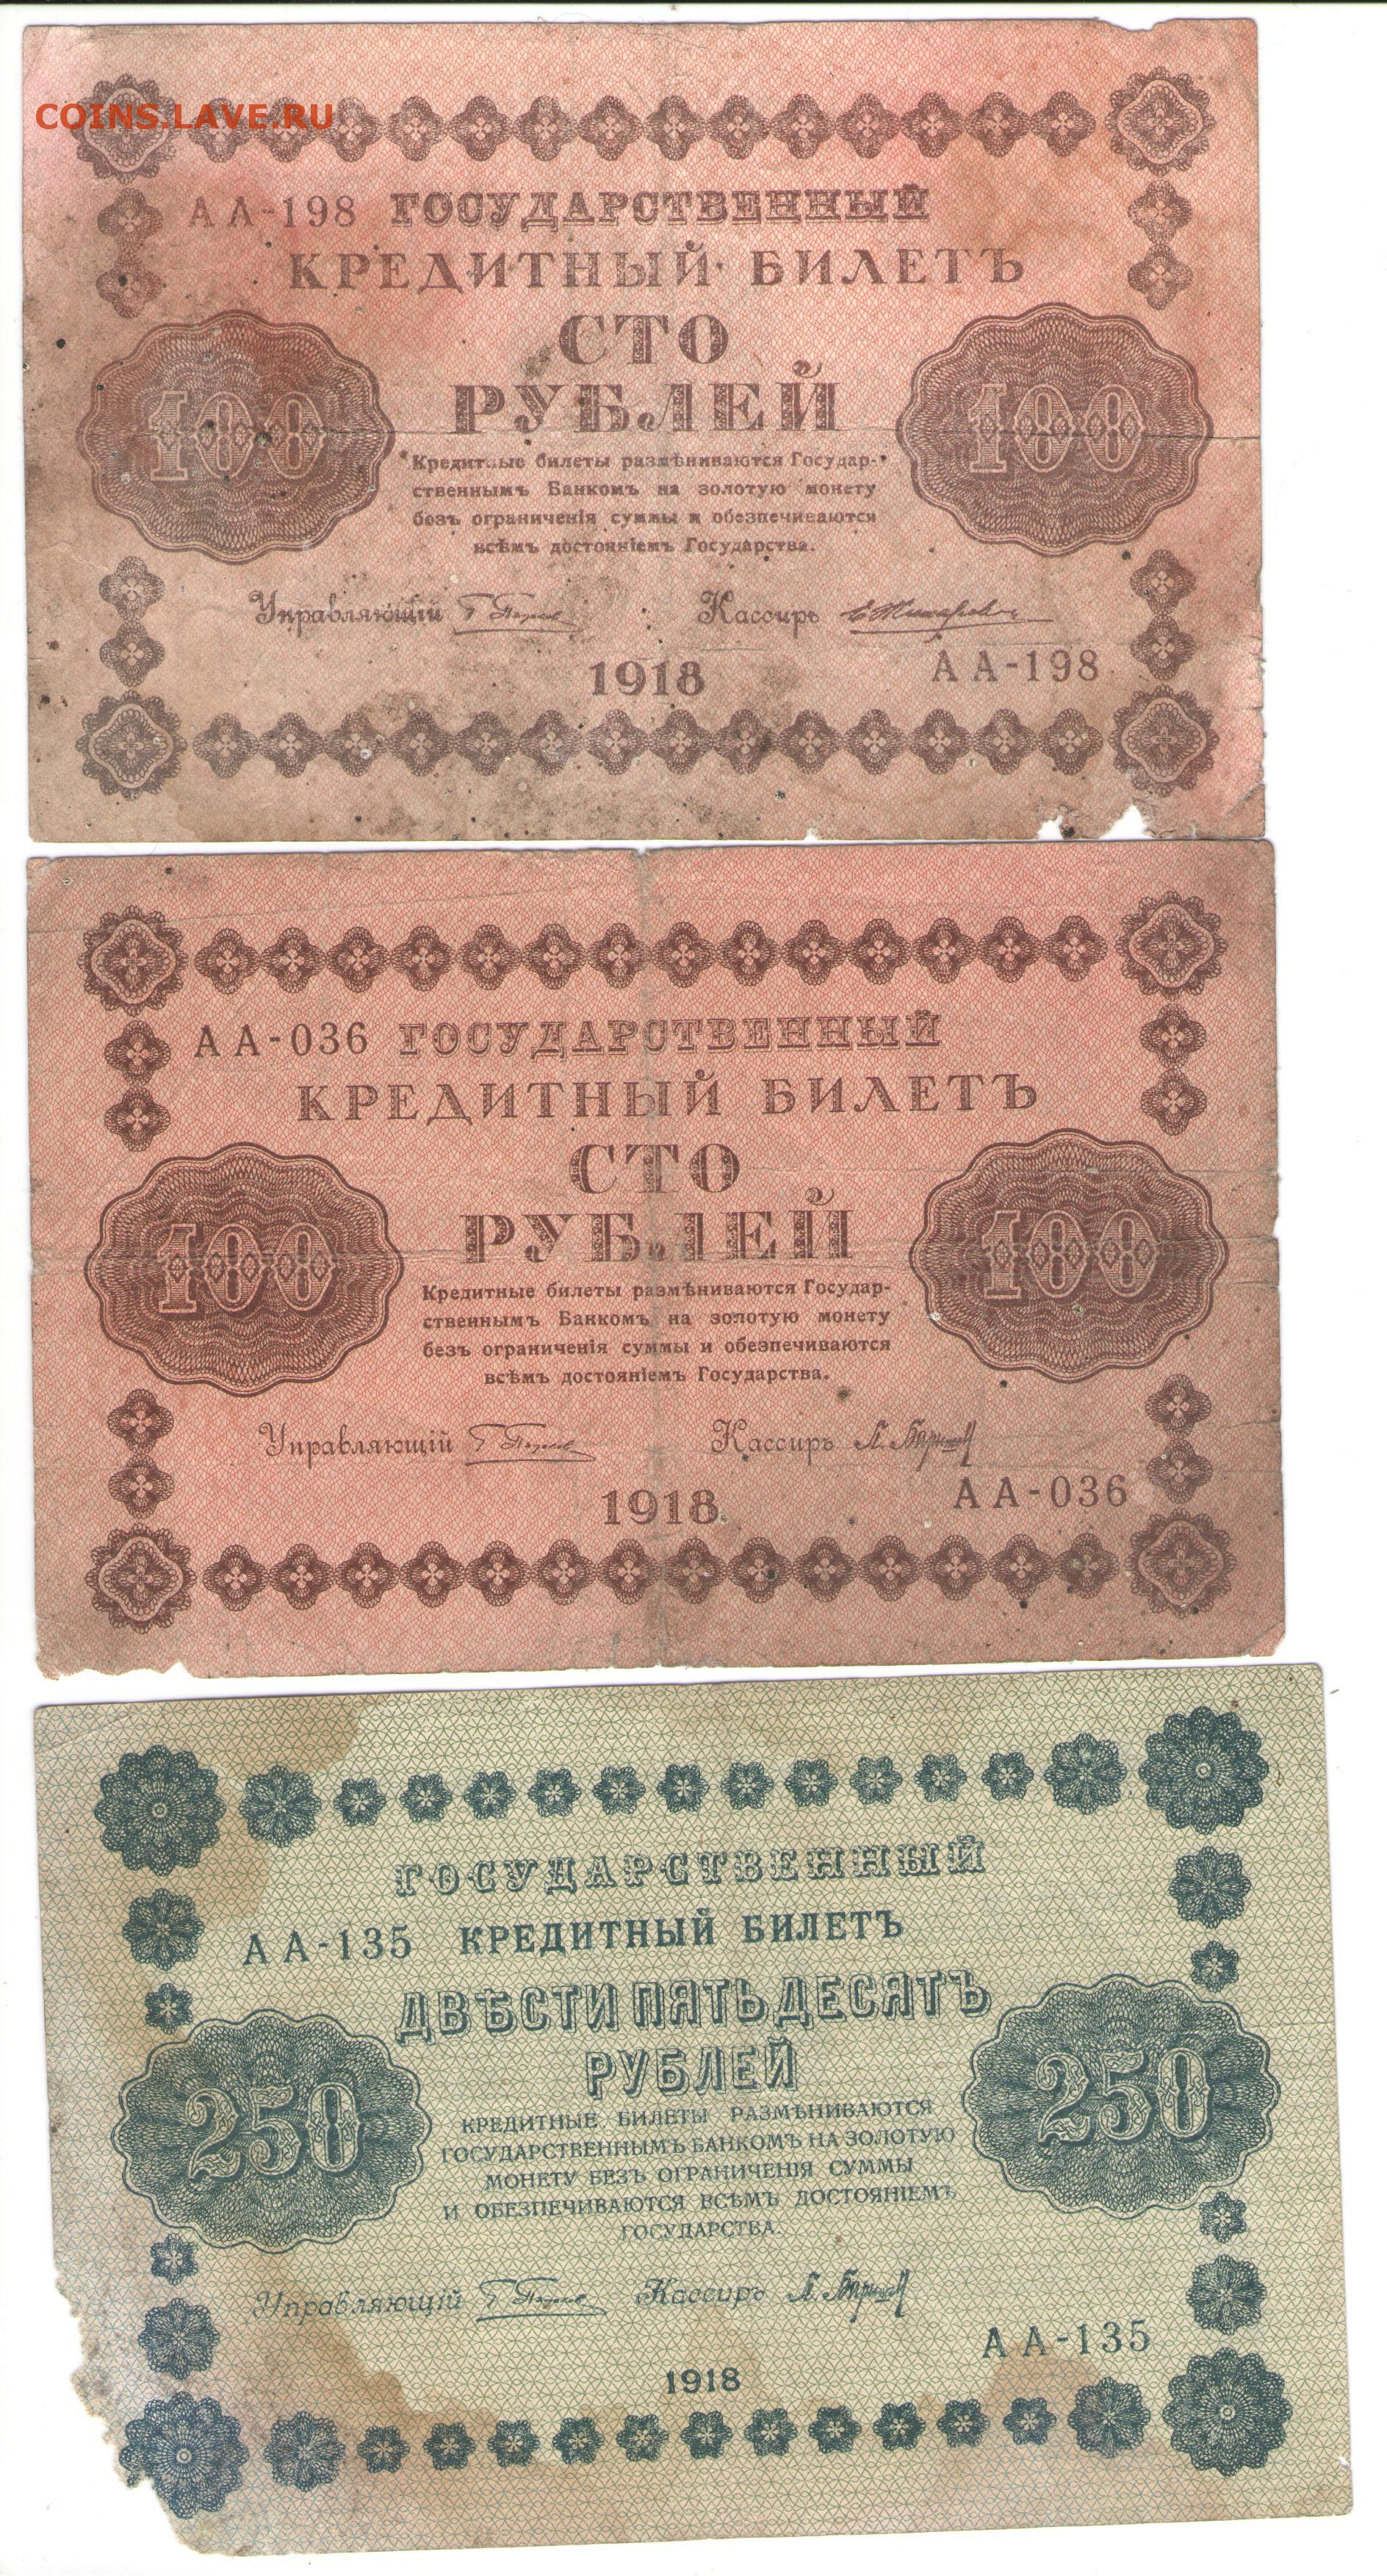 COINS.LAVE.RU
АА-198 ГОСУДАРСТВЕННЫЙ
КРЕДИТНЫЙ БИЛЕТЪ
СТО
РУБЛЕЙ
100
100
Кредитные билеты размѣниваются Государ-
ственнымъ Банкомъ на золотую монету
безъ ограниченія суммы и обезпечиваются
всѣмъ достояніемъ Государства.
Управляющій
Кассиръ
1918
АА-198
АА-036 ГОСУДАРСТВЕННЫЙ
КРЕДИТНЫЙ БИЛЕТЪ
СТО
РУБЛЕЙ
100
100
Кредитные билеты размѣниваются Государ-
ственнымъ Банкомъ на золотую монету
безъ ограниченія суммы и обезпечиваются
всѣмъ достояніемъ Государства.
Управляющій
Кассиръ
1918
АА-036
ГОСУДАРСТВЕННЫЙ
АА-135 КРЕДИТНЫЙ БИЛЕТЪ
ДВѢСТИ ПЯТЬДЕСЯТЪ
РУБЛЕЙ
250
250
КРЕДИТНЫЕ БИЛЕТЫ РАЗМѢНИВАЮТСЯ
ГОСУДАРСТВЕННЫМЪ БАНКОМЪ НА ЗОЛОТУЮ
МОНЕТУ БЕЗЪ ОГРАНИЧЕНІЯ СУММЫ
И ОБЕЗПЕЧИВАЮТСЯ ВСѢМЪ ДОСТОЯНІЕМЪ
ГОСУДАРСТВА.
Управляющій
Кассиръ
АА-135
1918